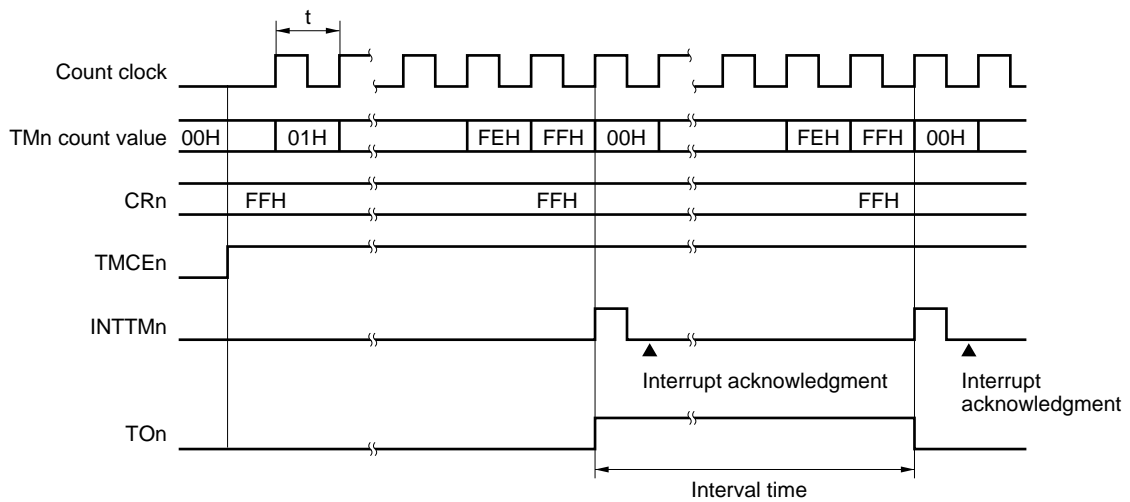 t
Count clock
TMn count value 00H 01H FEH FFH 00H FEH FFH 00H
CRn FFH FFH FFH
TMCEn
INTTMn
Interrupt acknowledgment Interrupt
acknowledgment
TOn
Interval time